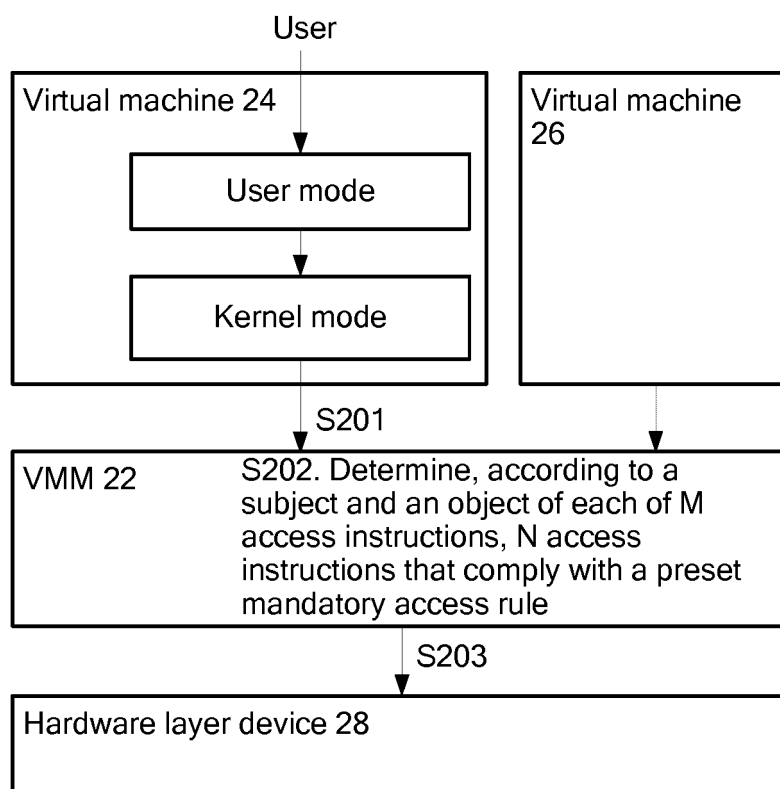 User
Virtual machine 24
Virtual machine
26
User mode
Kernel mode
S201
VMM 22
S202. Determine, according to a
subject and an object of each of M
access instructions, N access
instructions that comply with a preset
mandatory access rule
S203
Hardware layer device 28